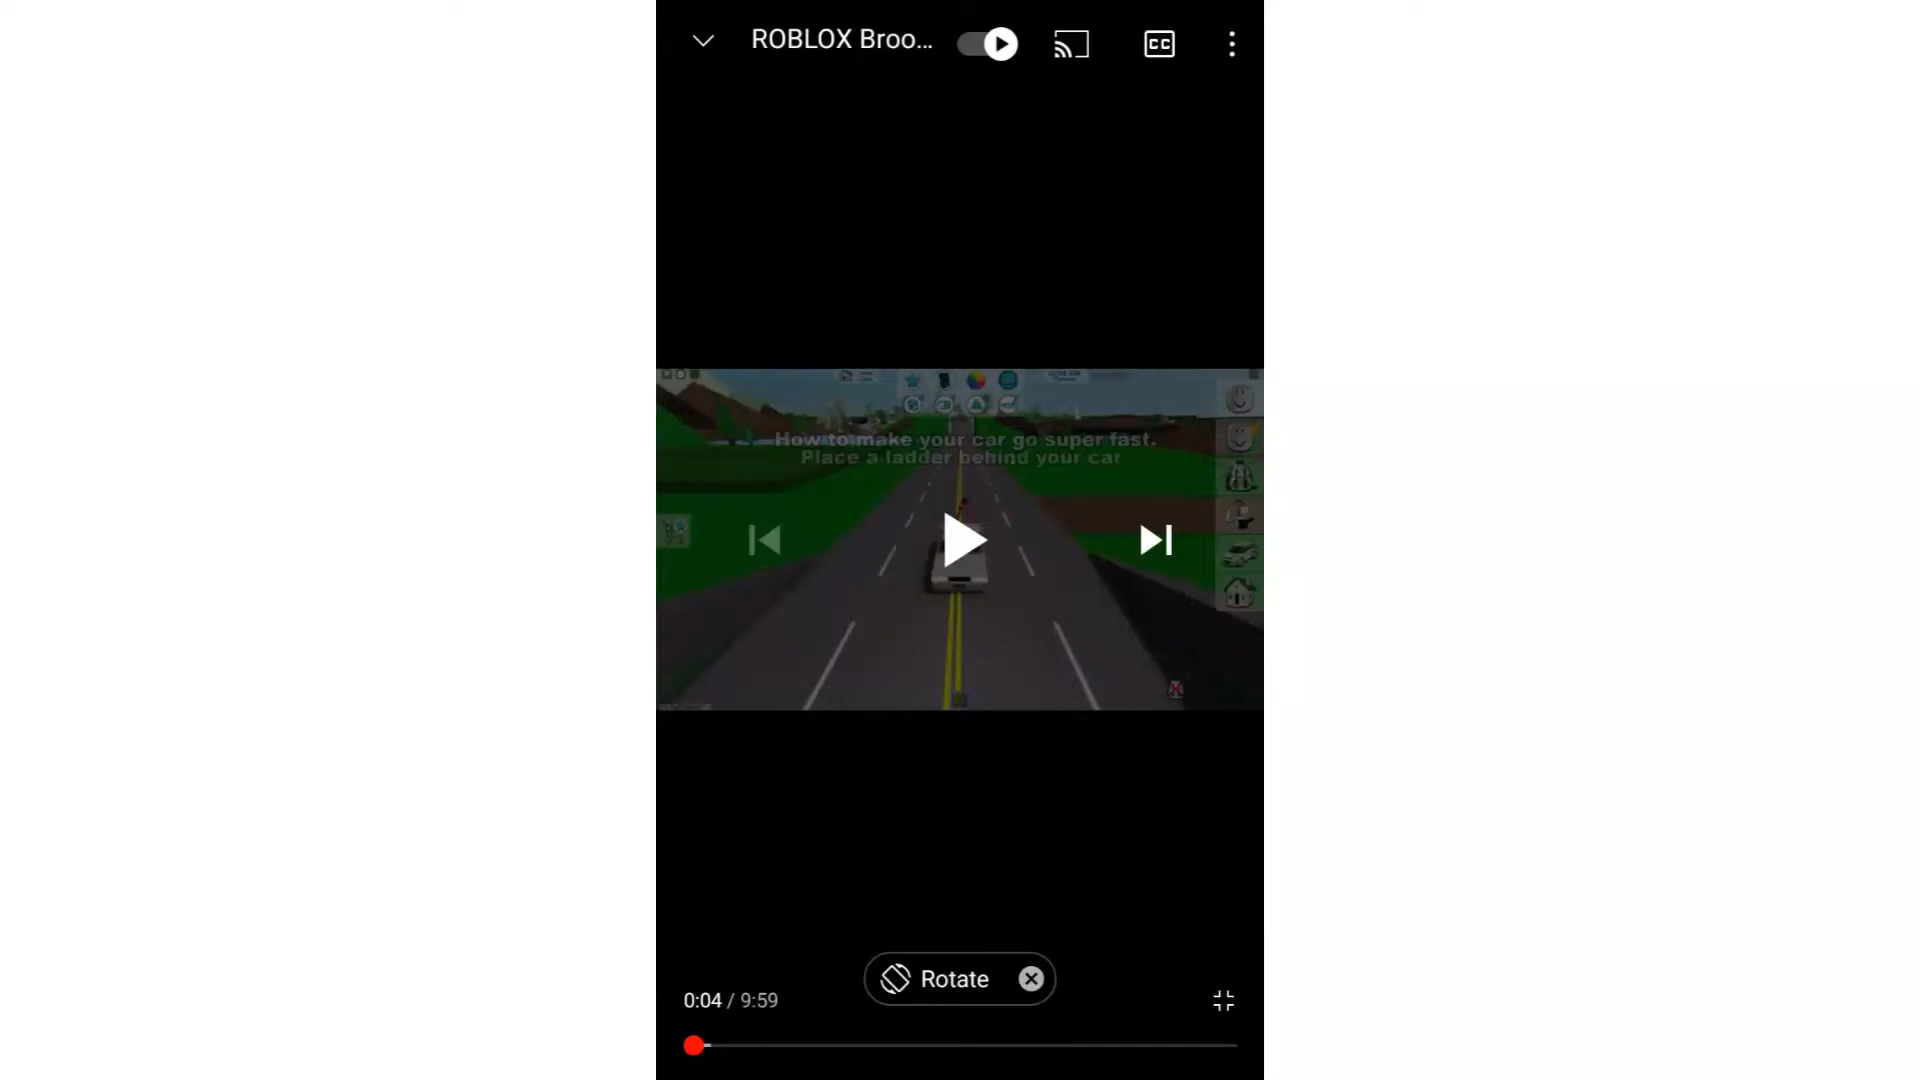 ROBLOX Broo...
CC
How to make your car go super fast.
Place a ladder behind your car
Rotate
0:04 / 9:59